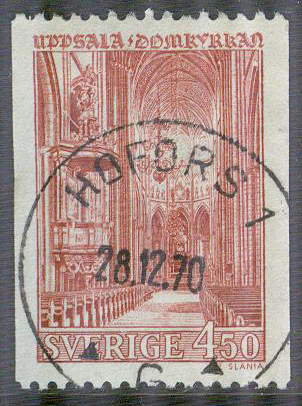 UPPSALA·DOMKYRKAN
HOFORS 1
28.12.70
SVERIGE 4.50
G
SLANIA